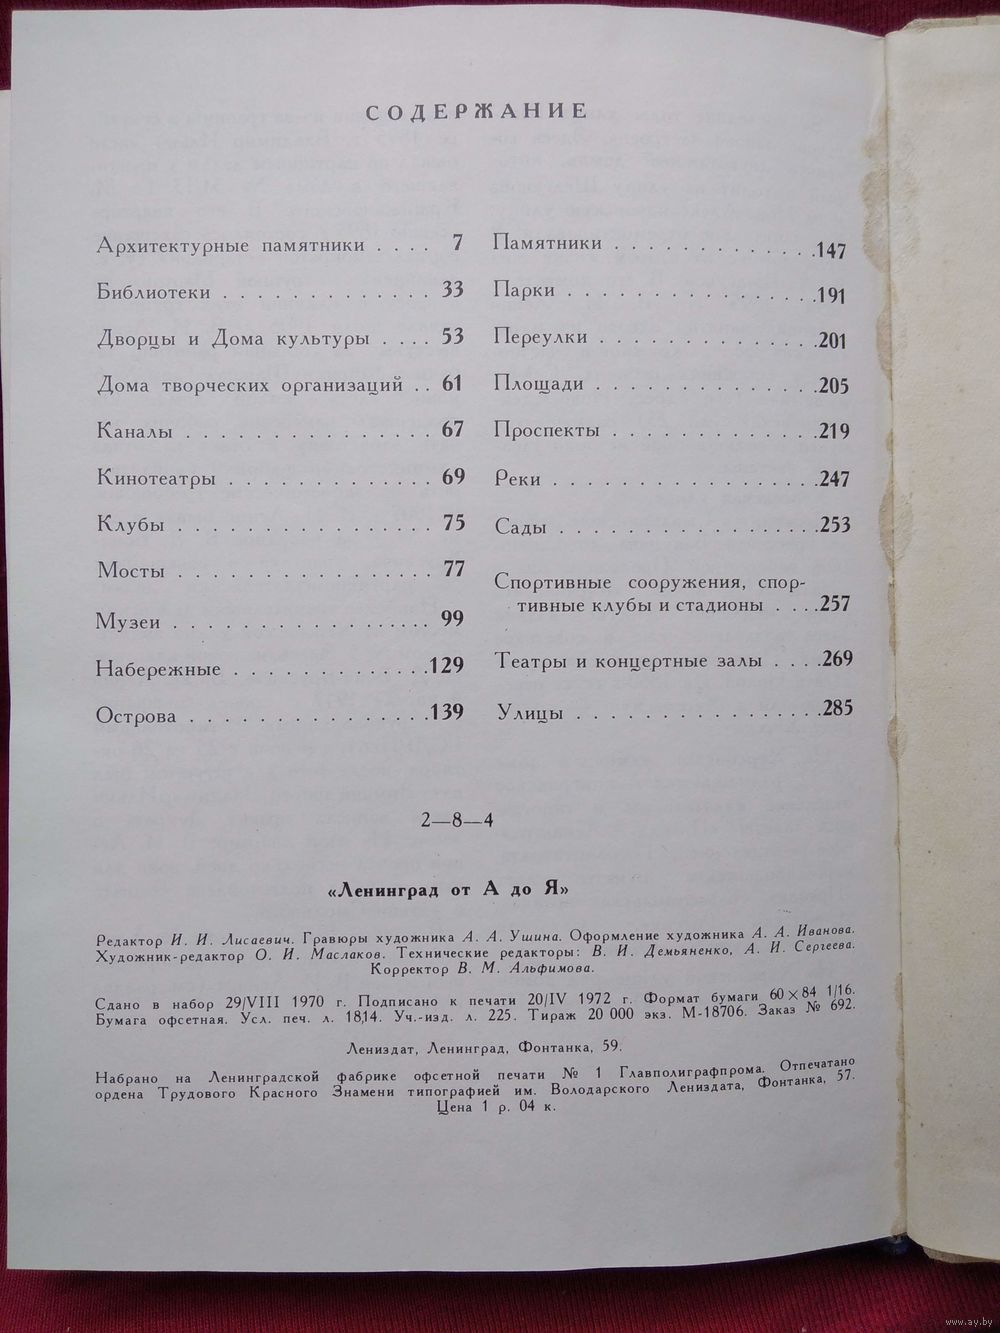 СОДЕРЖАНИЕ
Архитектурные памятники . . . . 7
Библиотеки . . . . . . . . . . . . . 33
Дворцы и Дома культуры . . . . 53
Дома творческих организаций . . 61
Каналы . . . . . . . . . . . . . . . 67
Кинотеатры . . . . . . . . . . . . 69
Клубы . . . . . . . . . . . . . . . 75
Мосты . . . . . . . . . . . . . . . 77
Музеи . . . . . . . . . . . . . . . 99
Набережные . . . . . . . . . . . . 129
Острова . . . . . . . . . . . . . . 139
Памятники . . . . . . . . . . . . . 147
Парки . . . . . . . . . . . . . . . 191
Переулки . . . . . . . . . . . . . 201
Площади . . . . . . . . . . . . . 205
Проспекты . . . . . . . . . . . . 219
Реки . . . . . . . . . . . . . . . 247
Сады . . . . . . . . . . . . . . . 253
Спортивные сооружения, спор-
тивные клубы и стадионы . . . . 257
Театры и концертные залы . . . . 269
Улицы . . . . . . . . . . . . . . 285
2—8—4
«Ленинград от А до Я»
Редактор И. И. Лисаевич. Гравюры художника А. А. Ушина. Оформление художника А. А. Иванова.
Художник-редактор О. И. Маслаков. Технические редакторы: В. И. Демьяненко, А. И. Сергеева.
Корректор В. М. Альфимова.
Сдано в набор 29/VIII 1970 г. Подписано к печати 20/IV 1972 г. Формат бумаги 60×84 1/16.
Бумага офсетная. Усл. печ. л. 18,14. Уч.-изд. л. 225. Тираж 20 000 экз. М-18706. Заказ № 692.
Лениздат, Ленинград, Фонтанка, 59.
Набрано на Ленинградской фабрике офсетной печати № 1 Главполиграфпрома. Отпечатано
ордена Трудового Красного Знамени типографией им. Володарского Лениздата, Фонтанка, 57.
Цена 1 р. 04 к.
www.ay.by